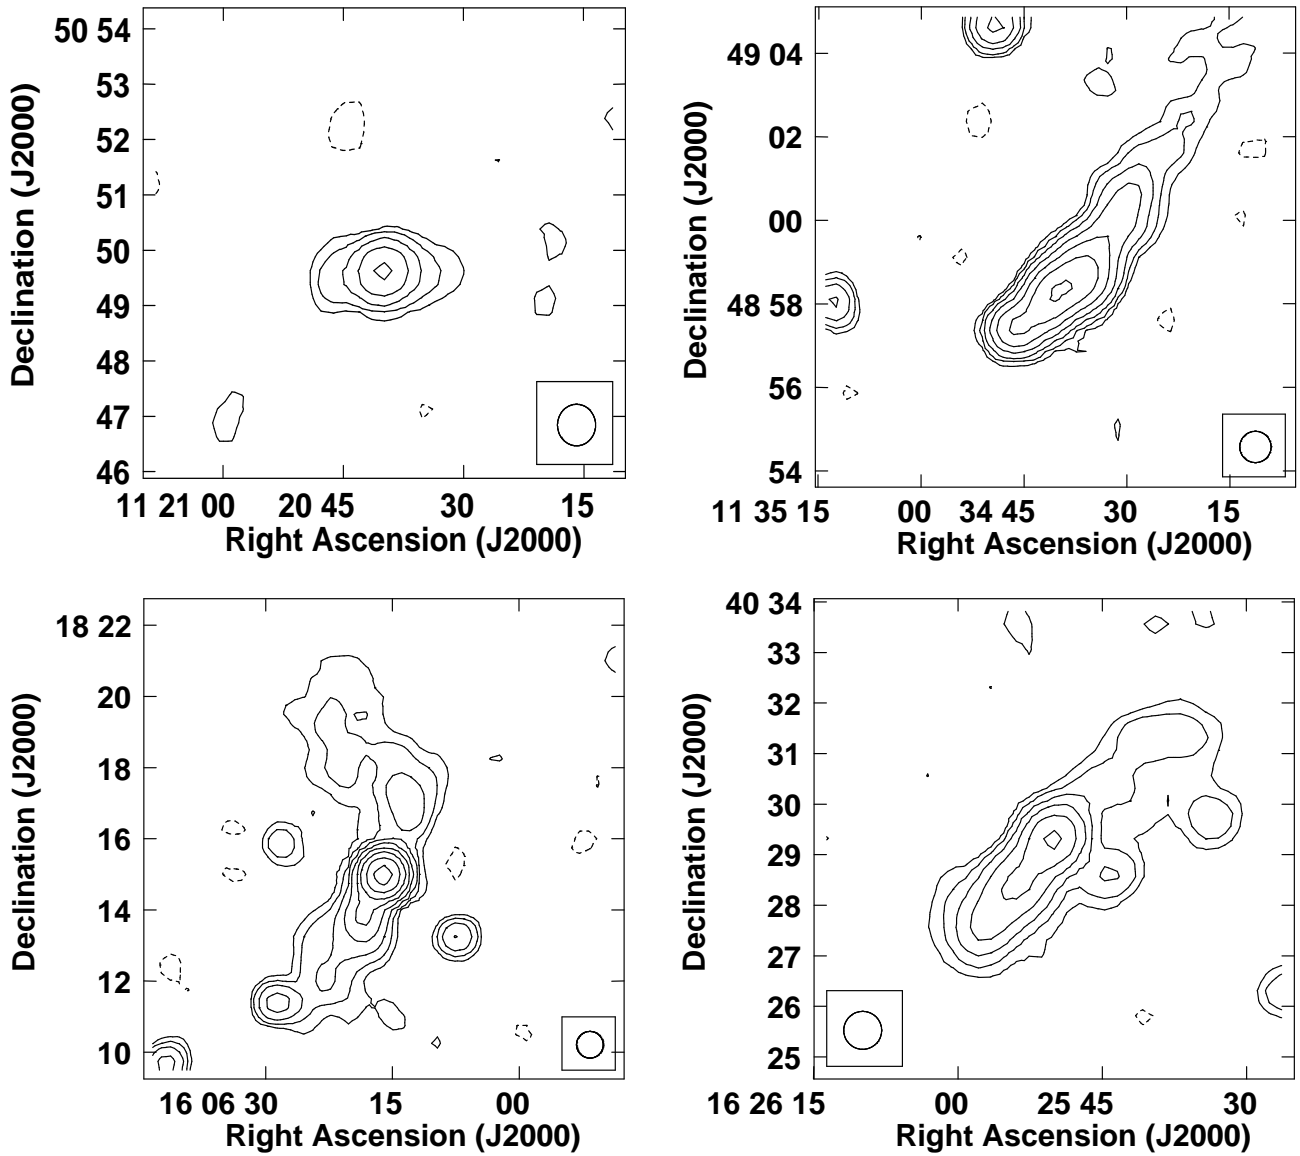 50 54
53
52
51
50
49
48
47
46
Declination (J2000)
11 21 00 20 45 30 15
Right Ascension (J2000)
49 04
02
00
48 58
56
54
Declination (J2000)
11 35 15 00 34 45 30 15
Right Ascension (J2000)
18 22
20
18
16
14
12
10
Declination (J2000)
16 06 30 15 00
Right Ascension (J2000)
40 34
33
32
31
30
29
28
27
26
25
Declination (J2000)
16 26 15 00 25 45 30
Right Ascension (J2000)